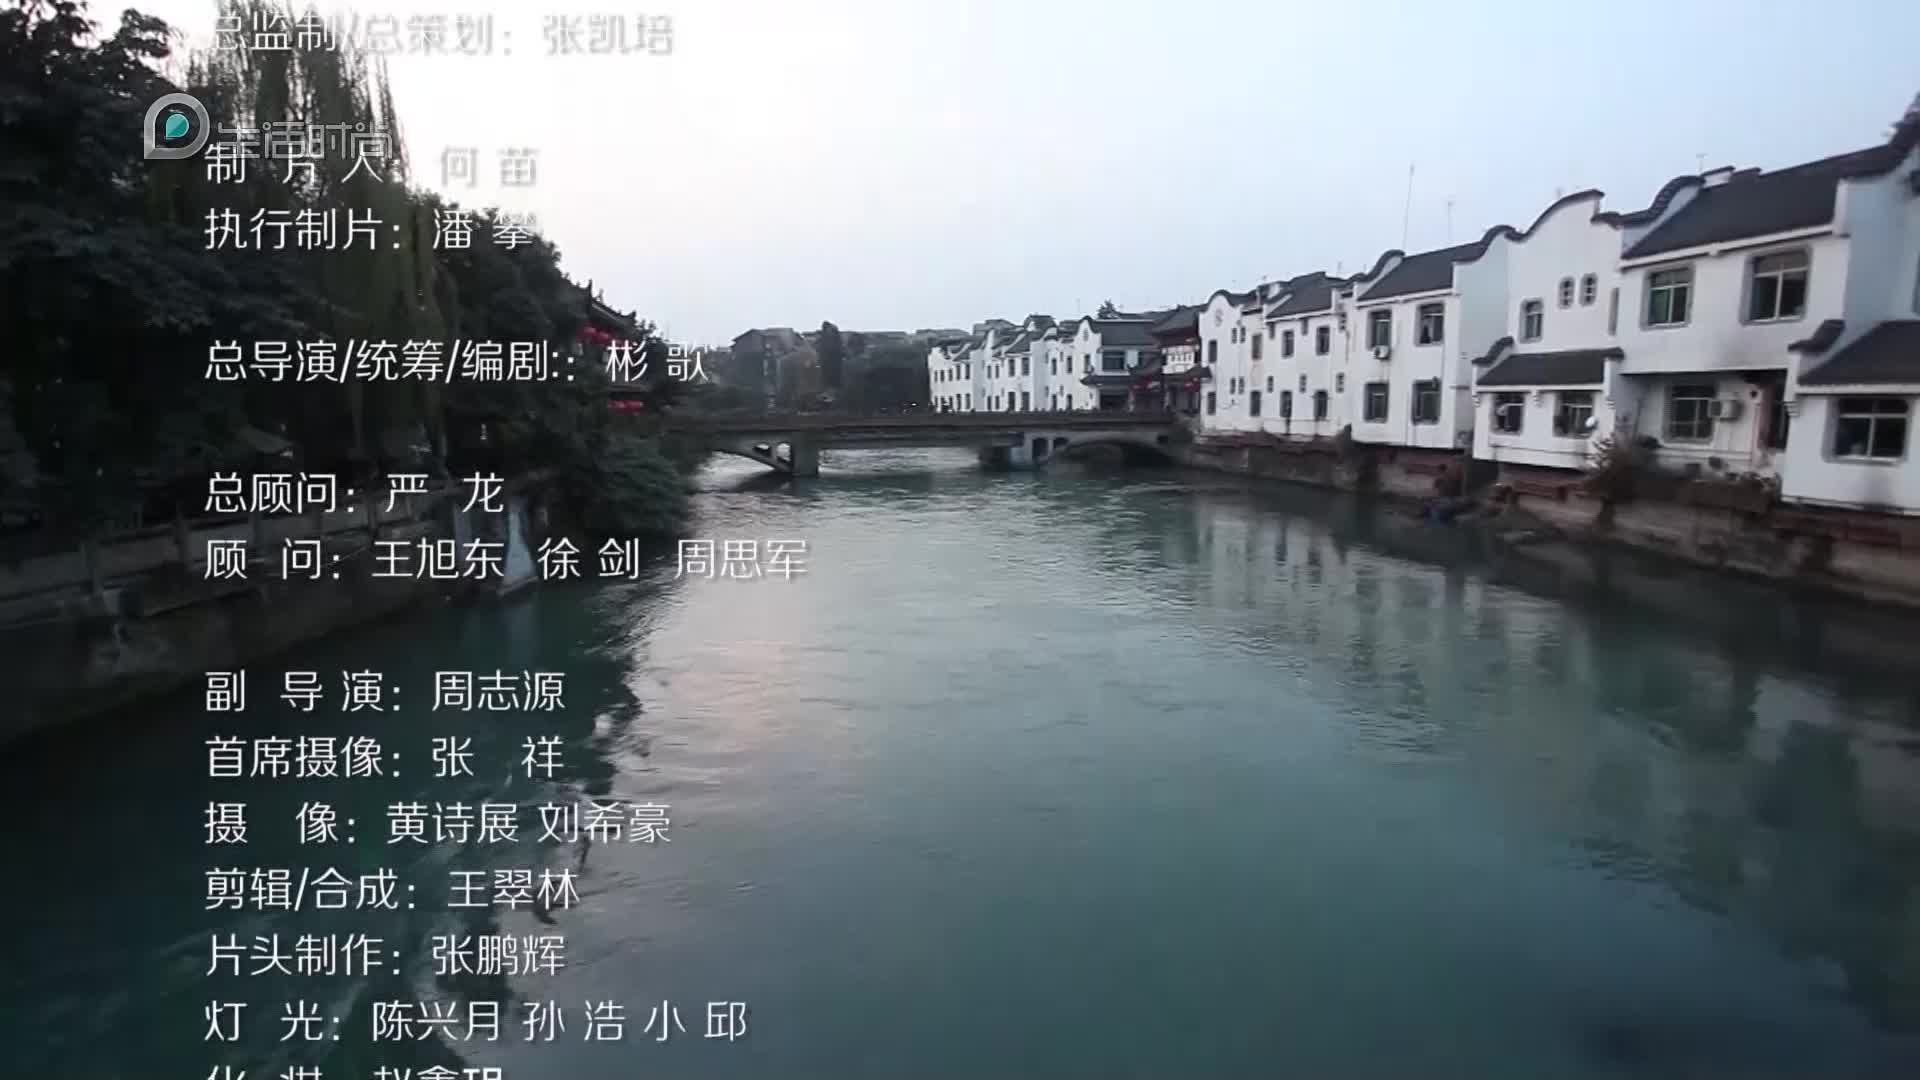 总监制/总策划：张凯培
生活时尚
制 片 人 何 苗
执行制片：潘 攀
总导演/统筹/编剧:：彬 歌
总顾问：严 龙
顾 问：王旭东 徐 剑 周思军
副 导 演：周志源
首席摄像：张 祥
摄 像：黄诗展 刘希豪
剪辑/合成：王翠林
片头制作：张鹏辉
灯 光：陈兴月 孙 浩 小 邱